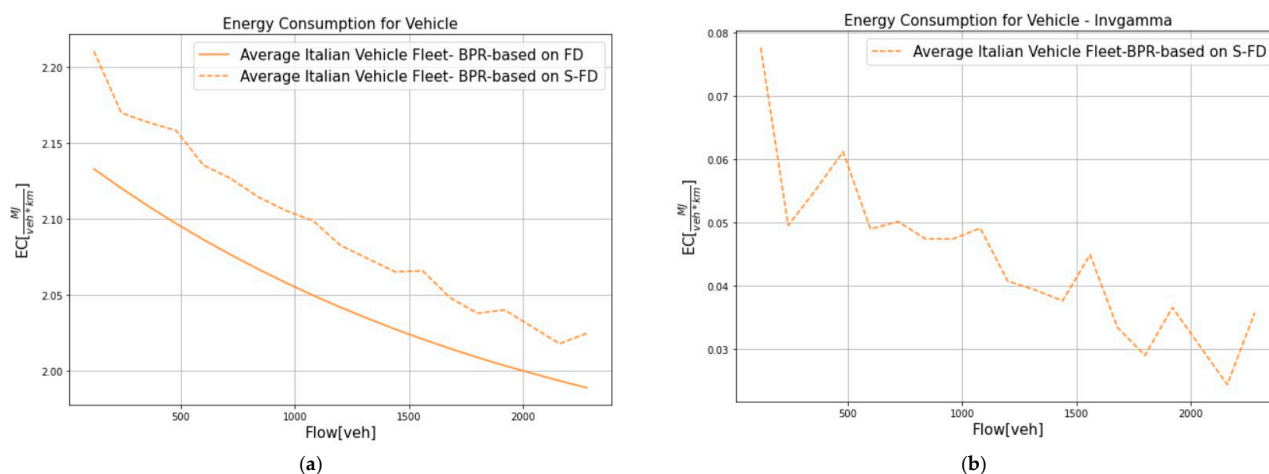 Energy Consumption for Vehicle
Average Italian Vehicle Fleet- BPR-based on FD
Average Italian Vehicle Fleet- BPR-based on S-FD
2.20
2.15
2.10
2.05
2.00
EC[MJ/veh*km]
500
1000
1500
2000
Flow[veh]
(a)
Energy Consumption for Vehicle - Invgamma
Average Italian Vehicle Fleet-BPR-based on S-FD
0.08
0.07
0.06
0.05
0.04
0.03
EC[MJ/veh*km]
500
1000
1500
2000
Flow[veh]
(b)